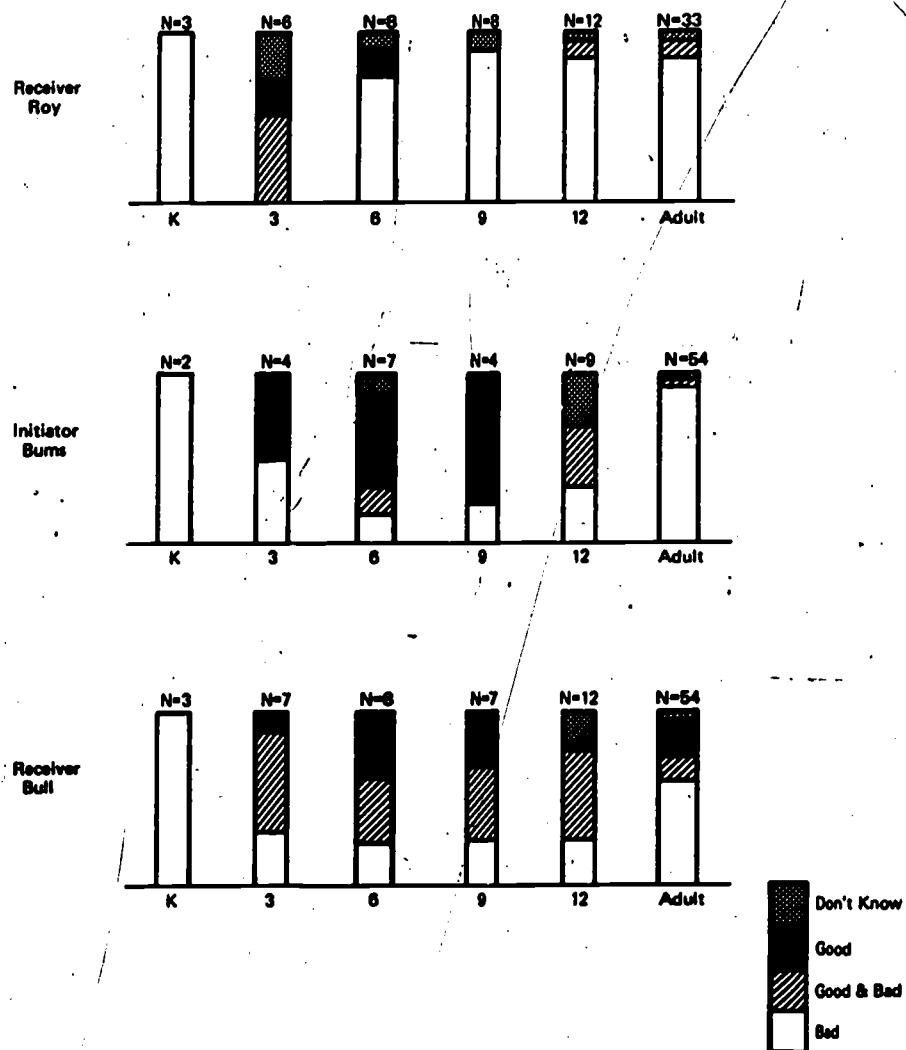 N=3 N=6 N=8 N=8 N=12 N=33
Receiver
Roy
K 3 6 9 12 Adult
N=2 N=4 N=7 N=4 N=9 N=54
Initiator
Bums
K 3 6 9 12 Adult
N=3 N=7 N=8 N=7 N=12 N=54
Receiver
Bull
K 3 6 9 12 Adult
Don't Know
Good
Good & Bad
Bad